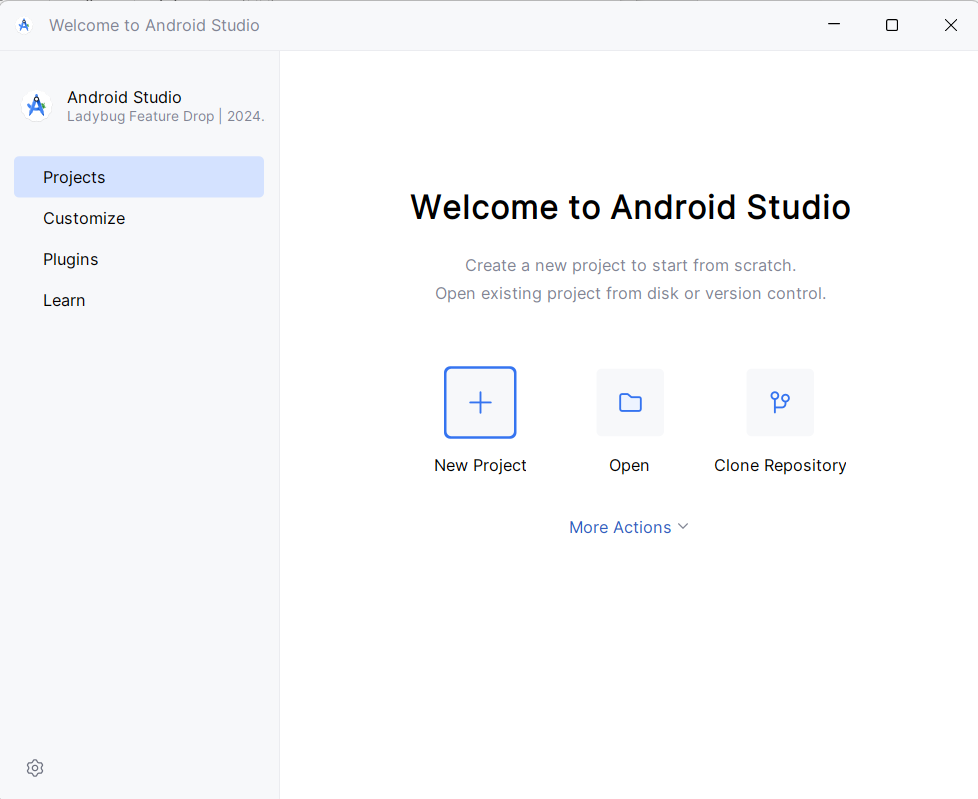 Welcome to Android Studio
Android Studio
Ladybug Feature Drop | 2024.
Projects
Customize
Plugins
Learn
Welcome to Android Studio
Create a new project to start from scratch.
Open existing project from disk or version control.
New Project
Open
Clone Repository
More Actions